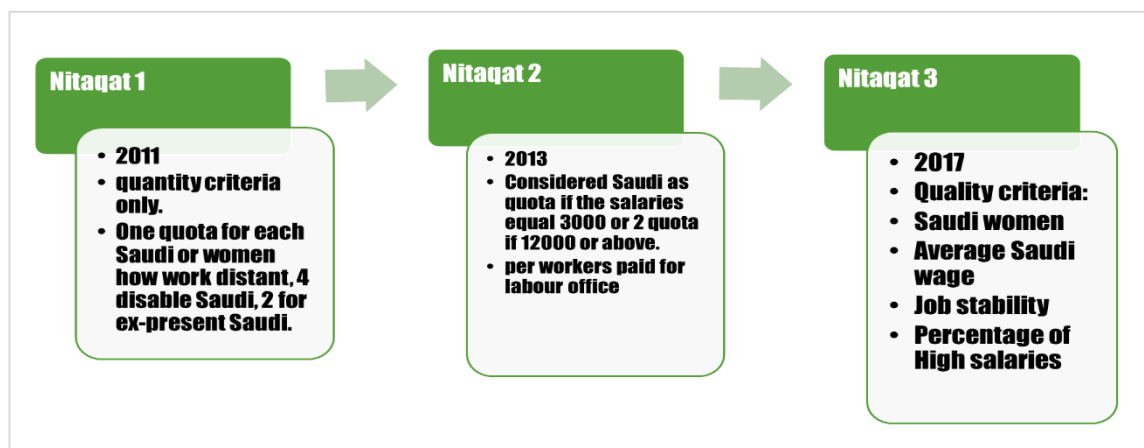 Nitaqat 1
• 2011
• quantity criteria
only.
• One quota for each
Saudi or women
how work distant, 4
disable Saudi, 2 for
ex-present Saudi.
Nitaqat 2
• 2013
• Considered Saudi as
quota if the salaries
equal 3000 or 2 quota
if 12000 or above.
• per workers paid for
labour office
Nitaqat 3
• 2017
• Quality criteria:
• Saudi women
• Average Saudi
wage
• Job stability
• Percentage of
High salaries